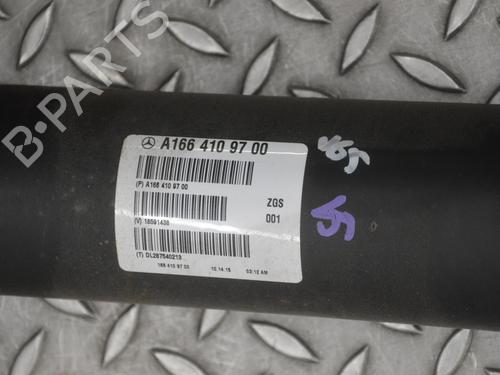 B-PARTS
A166 410 97 00
(P) A166 410 97 00
ZGS
001
(V) 18591438
(T) DL287540213
166 410 97 00 10.14.15 03:12 AM